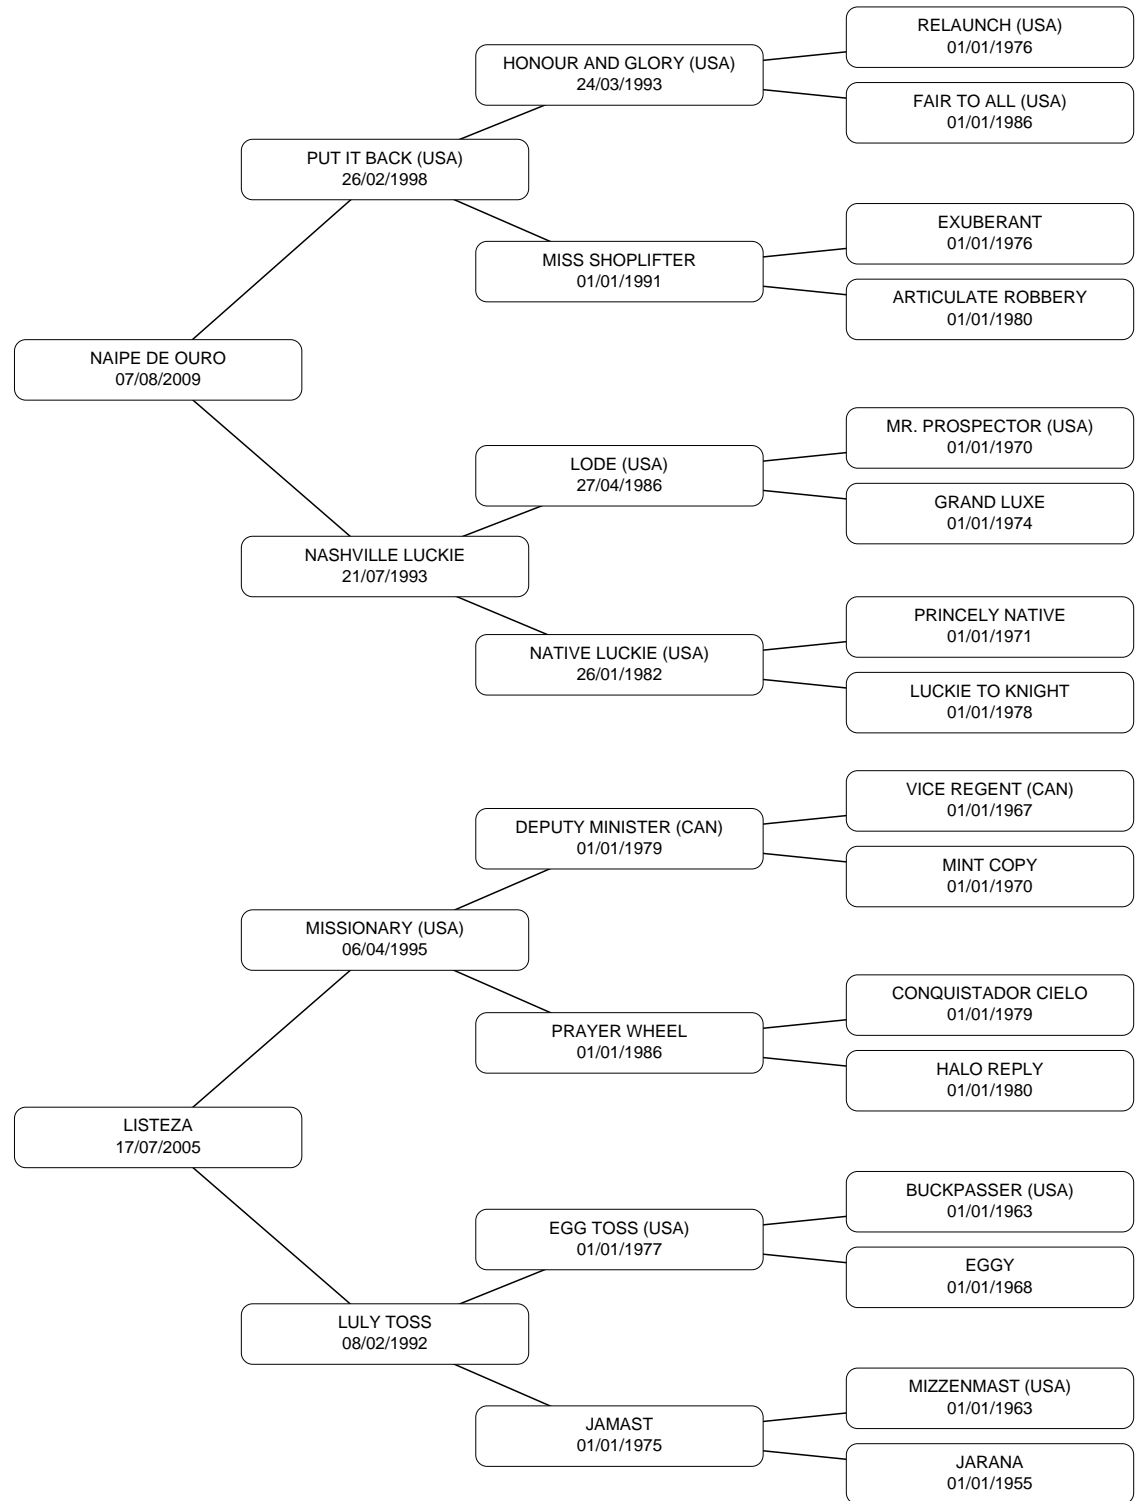 RELAUNCH (USA)
01/01/1976
HONOUR AND GLORY (USA)
24/03/1993
FAIR TO ALL (USA)
01/01/1986
PUT IT BACK (USA)
26/02/1998
EXUBERANT
01/01/1976
MISS SHOPLIFTER
01/01/1991
ARTICULATE ROBBERY
01/01/1980
NAIPE DE OURO
07/08/2009
MR. PROSPECTOR (USA)
01/01/1970
LODE (USA)
27/04/1986
GRAND LUXE
01/01/1974
NASHVILLE LUCKIE
21/07/1993
PRINCELY NATIVE
01/01/1971
NATIVE LUCKIE (USA)
26/01/1982
LUCKIE TO KNIGHT
01/01/1978
VICE REGENT (CAN)
01/01/1967
DEPUTY MINISTER (CAN)
01/01/1979
MINT COPY
01/01/1970
MISSIONARY (USA)
06/04/1995
CONQUISTADOR CIELO
01/01/1979
PRAYER WHEEL
01/01/1986
HALO REPLY
01/01/1980
LISTEZA
17/07/2005
BUCKPASSER (USA)
01/01/1963
EGG TOSS (USA)
01/01/1977
EGGY
01/01/1968
LULY TOSS
08/02/1992
MIZZENMAST (USA)
01/01/1963
JAMAST
01/01/1975
JARANA
01/01/1955